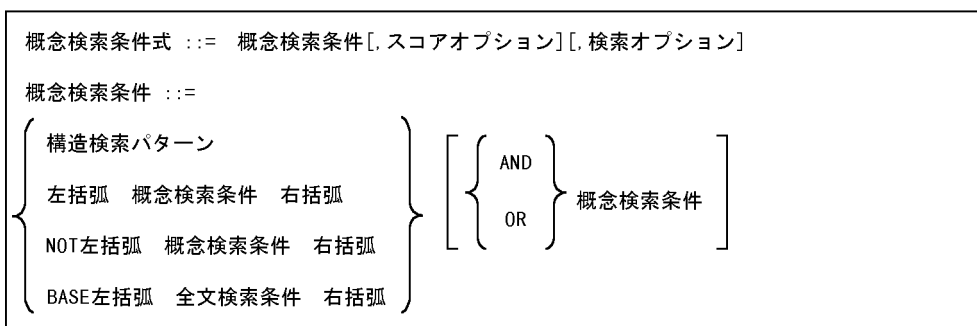 概念検索条件式 ::= 概念検索条件[,スコアオプション][,検索オプション]
概念検索条件 ::=
構造検索パターン
左括弧 概念検索条件 右括弧
NOT左括弧 概念検索条件 右括弧
BASE左括弧 全文検索条件 右括弧
AND
OR
概念検索条件